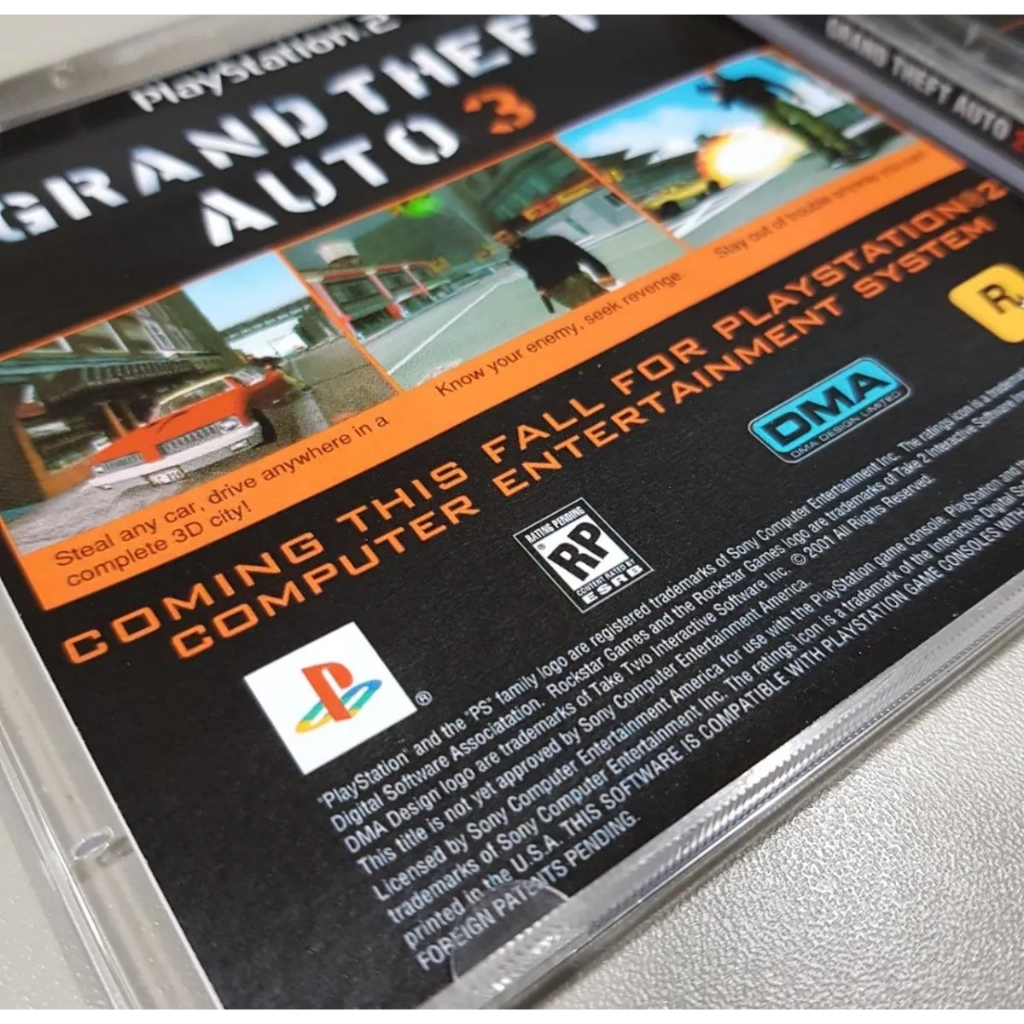 PlayStation 2
GRAND THEFT
AUTO 3
GRAND THEFT AUTO
Steal any car, drive anywhere in a
complete 3D city!
Know your enemy, seek revenge.
Stay out of trouble anyway you
COMING THIS FALL FOR PLAYSTATION®2
COMPUTER ENTERTAINMENT SYSTEM
R
DMA
DMA DESIGN LIMITED
RATING PENDING
RP
®
CONTENT RATED BY
ESRB
®
"PlayStation" and the "PS" family logo are registered trademarks of Sony Computer Entertainment Inc. The ratings icon is a
Digital Software Association. Rockstar Games and the Rockstar Games logo are trademarks of Take 2 Interactive Software
DMA Design logo are trademarks of Take Two Interactive Software Inc. © 2001 All Rights Reserved.
This title is not yet approved by Sony Computer Entertainment America.
Licensed by Sony Computer Entertainment America for use with the PlayStation game console. PlayStation and
trademarks of Sony Computer Entertainment Inc. The ratings icon is a trademark of the Interactive Digital
printed in the U.S.A. THIS SOFTWARE IS COMPATIBLE WITH PLAYSTATION GAME CONSOLES WITH
FOREIGN PATENTS PENDING.